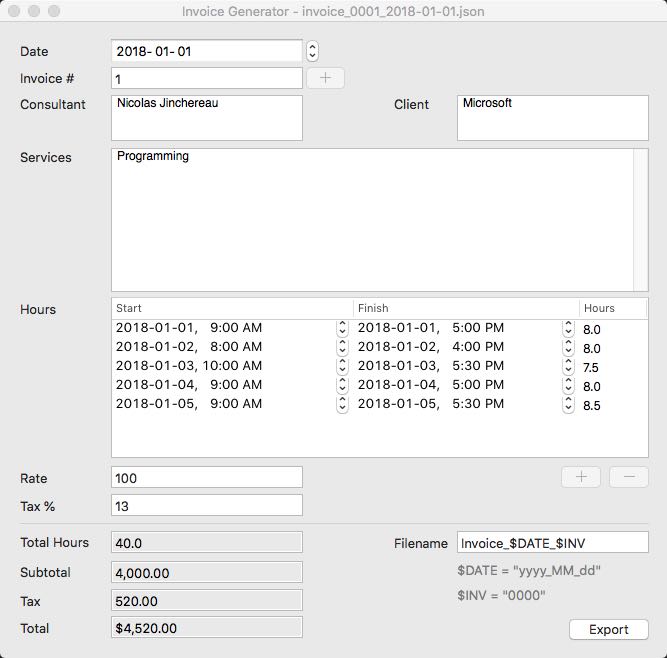 Invoice Generator - invoice_0001_2018-01-01.json
Date 2018- 01- 01
Invoice # 1 +
Consultant Nicolas Jinchereau Client Microsoft
Services Programming
Hours Start Finish Hours
2018-01-01, 9:00 AM 2018-01-01, 5:00 PM 8.0
2018-01-02, 8:00 AM 2018-01-02, 4:00 PM 8.0
2018-01-03, 10:00 AM 2018-01-03, 5:30 PM 7.5
2018-01-04, 9:00 AM 2018-01-04, 5:00 PM 8.0
2018-01-05, 9:00 AM 2018-01-05, 5:30 PM 8.5
Rate 100 + −
Tax % 13
Total Hours 40.0 Filename Invoice_$DATE_$INV
Subtotal 4,000.00 $DATE = "yyyy_MM_dd"
Tax 520.00 $INV = "0000"
Total $4,520.00 Export